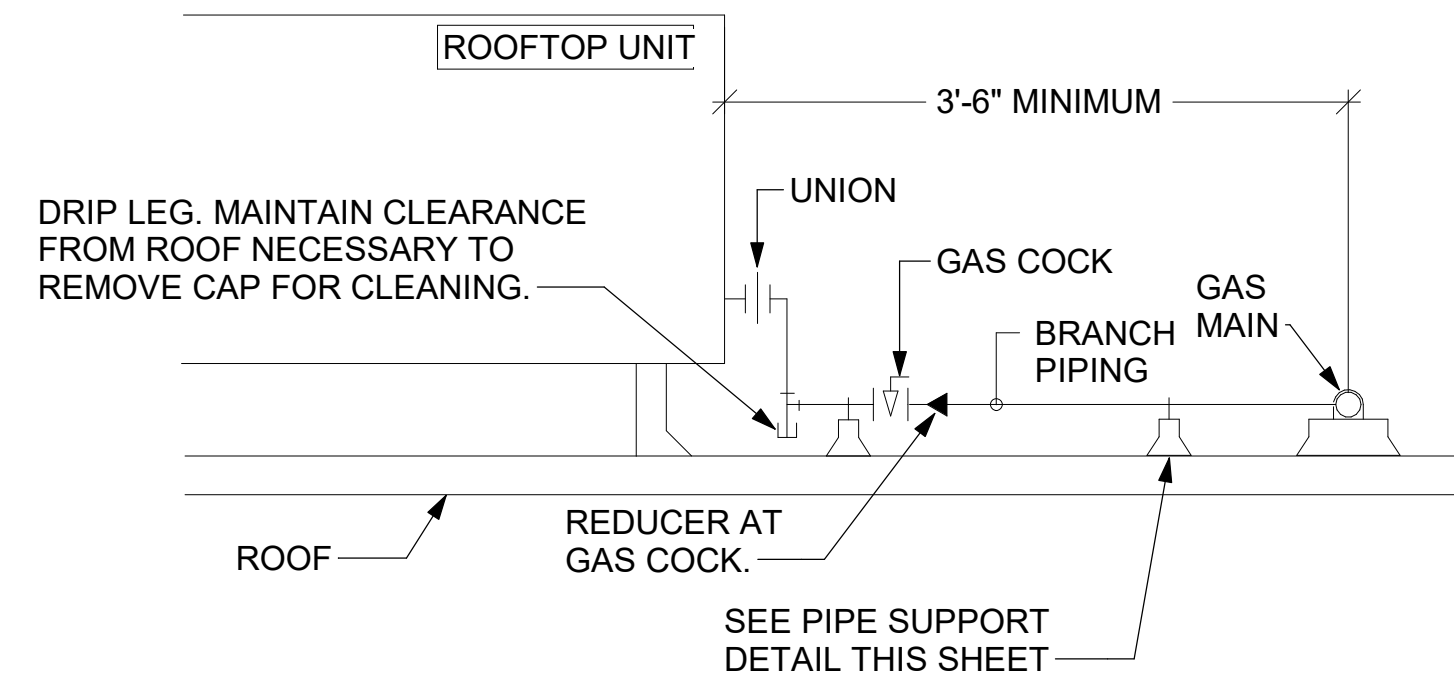 ROOFTOP UNIT
3'-6" MINIMUM
UNION
DRIP LEG. MAINTAIN CLEARANCE
FROM ROOF NECESSARY TO
REMOVE CAP FOR CLEANING.
GAS COCK
GAS
MAIN
BRANCH
PIPING
REDUCER AT
GAS COCK.
ROOF
SEE PIPE SUPPORT
DETAIL THIS SHEET